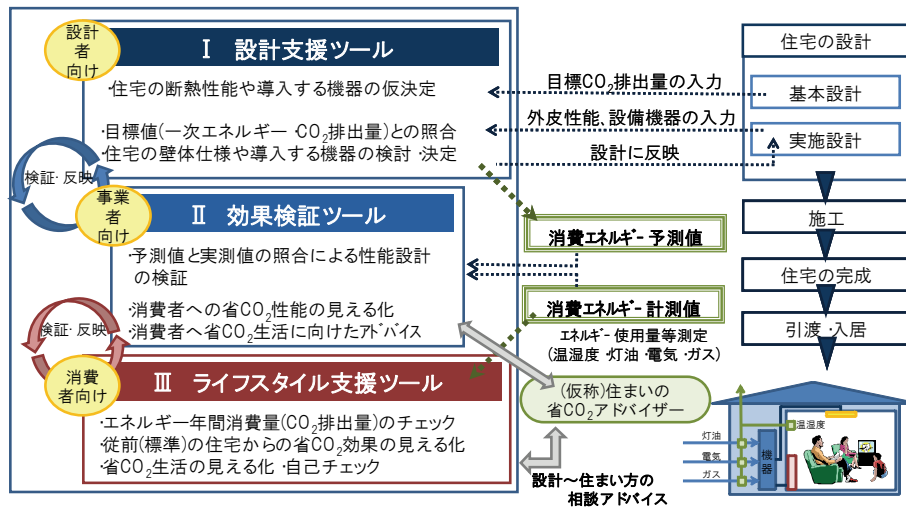 設計
者
向け
Ⅰ 設計支援ツール
・住宅の断熱性能や導入する機器の仮決定
・目標値(一次エネルギー・CO₂排出量)との照合
・住宅の壁体仕様や導入する機器の検討・決定
検証・反映
事業
者
向け
Ⅱ 効果検証ツール
・予測値と実測値の照合による性能設計
の検証
・消費者への省CO₂性能の見える化
・消費者へ省CO₂生活に向けたアドバイス
検証・反映
消費
者向け
Ⅲ ライフスタイル支援ツール
・エネルギー年間消費量(CO₂排出量)のチェック
・従前(標準)の住宅からの省CO₂効果の見える化
・省CO₂生活の見える化・自己チェック
目標CO₂排出量の入力
外皮性能、設備機器の入力
設計に反映
消費エネルギー予測値
消費エネルギー計測値
エネルギー使用量等測定
(温湿度・灯油・電気・ガス)
(仮称)住まいの
省CO₂アドバイザー
設計～住まい方の
相談アドバイス
住宅の設計
基本設計
実施設計
施工
住宅の完成
引渡・入居
温湿度
灯油
電気
ガス
機器